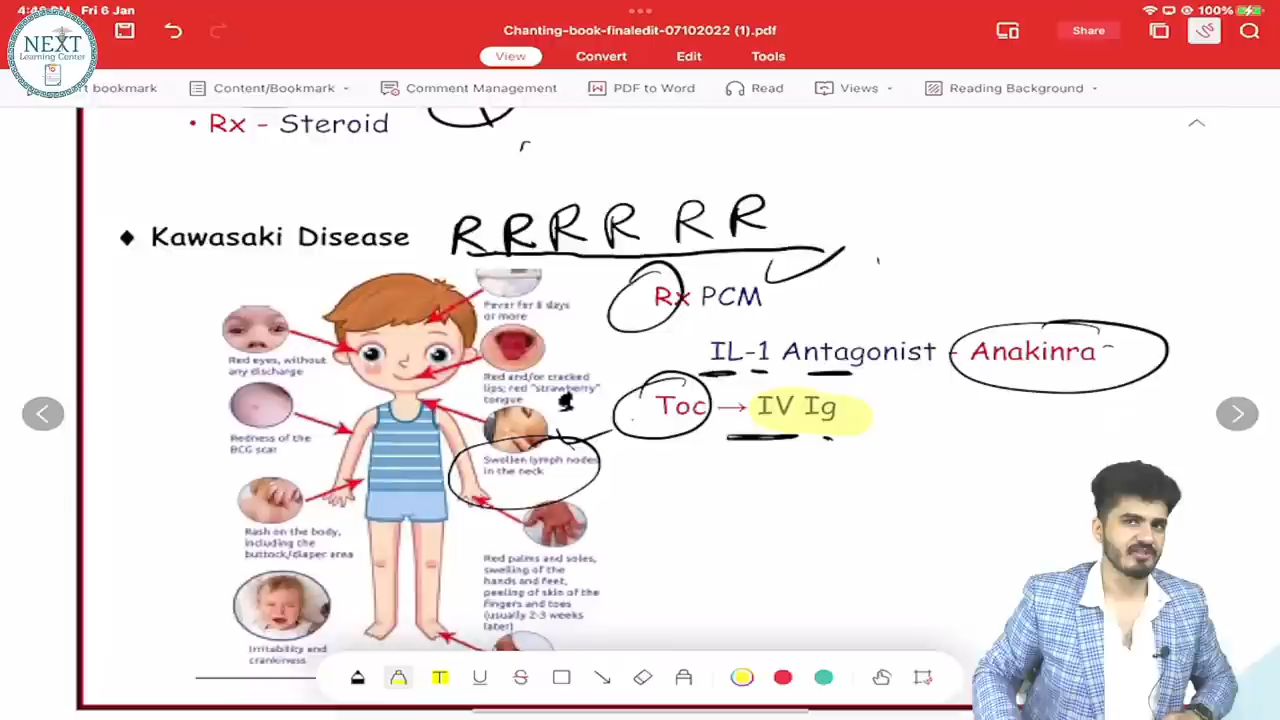 4:46 PM Fri 6 Jan
100%
NEXT
Learning Center
Chanting-book-finaledit-07102022 (1).pdf
Share
View Convert Edit Tools
bookmark Content/Bookmark Comment Management PDF to Word Read Views Reading Background
• Rx - Steroid
♦ Kawasaki Disease RRRR RR
Rx PCM
IL-1 Antagonist - Anakinra
Toc → IV Ig
Red eyes, without
any discharge
Redness of the
BCG scar
Rash on the body,
including the
buttock/diaper area
Irritability and
crankiness
or more
Red and/or cracked
lips; red "strawberry"
tongue
Swollen lymph nodes
in the neck
Red palms and soles,
swelling of the
hands and feet,
peeling of skin of the
fingers and toes
(usually 2-3 weeks
later)